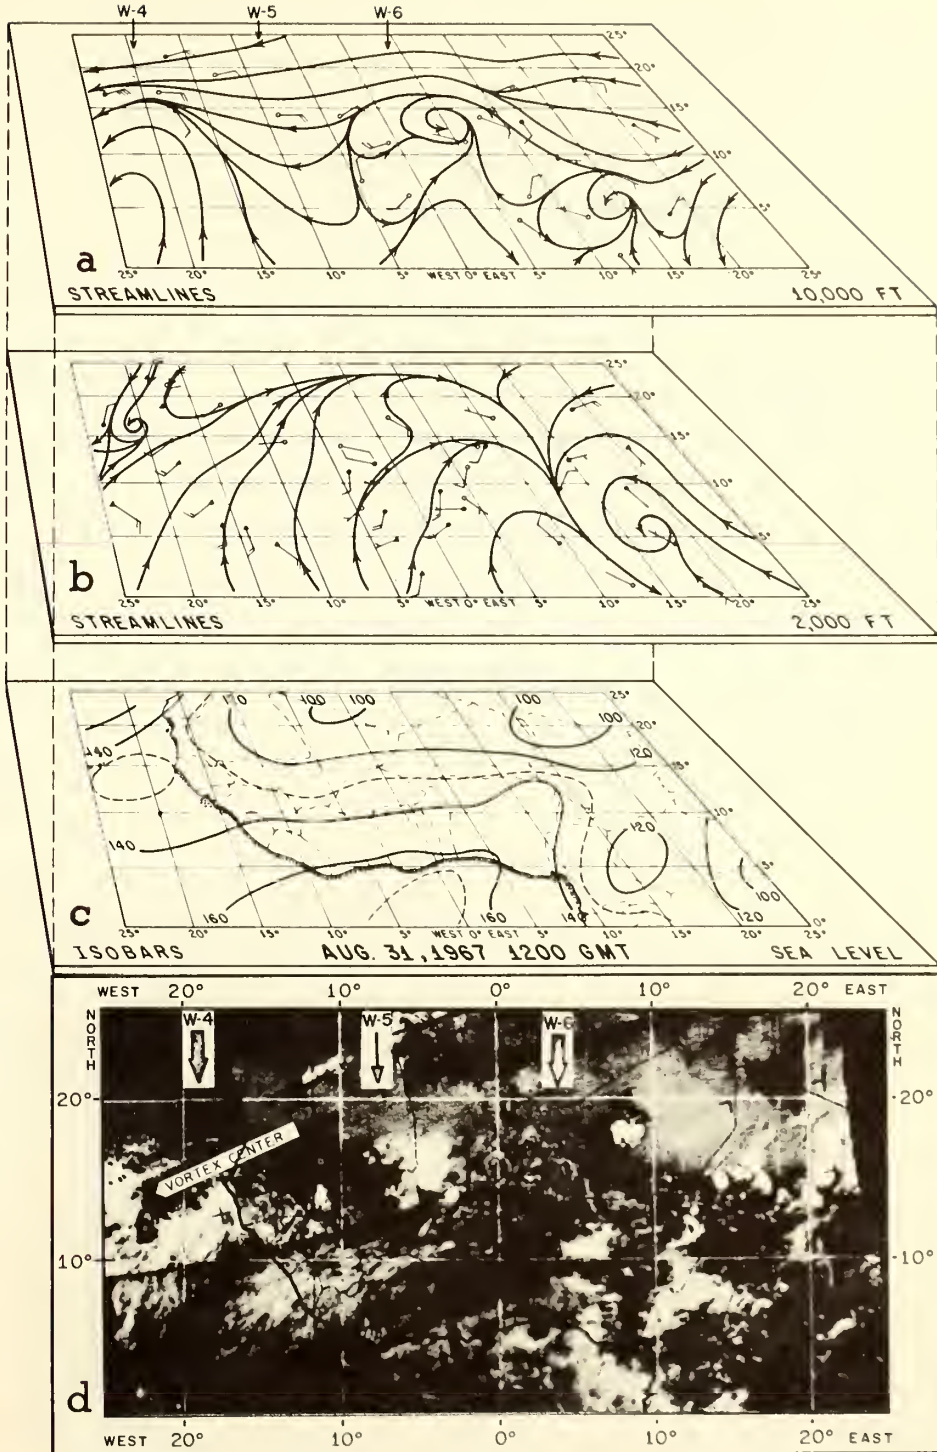 W-4 W-5 W-6
25°
20°
15°
10°
5°
a
25° 20° 15° 10° 5° WEST 0° EAST 5° 10° 15° 20° 25°
STREAMLINES 10,000 FT
25°
20°
15°
10°
5°
b
25° 20° 15° 10° 5° WEST 0° EAST 5° 10° 15° 20° 25°
STREAMLINES 2,000 FT
100 100 100 25°
100 20°
120 15°
10°
140 120 5°
100
c 160 160 140 120 0°
25° 20° 15° 10° 5° WEST 0° EAST 5° 10° 15° 20°
ISOBARS AUG. 31, 1967 1200 GMT SEA LEVEL
WEST 20° 10° 0° 10° 20° EAST
NORTH W-4 W-5 W-6 NORTH
20° 20°
VORTEX CENTER
10° 10°
d
WEST 20° 10° 0° 10° 20° EAST